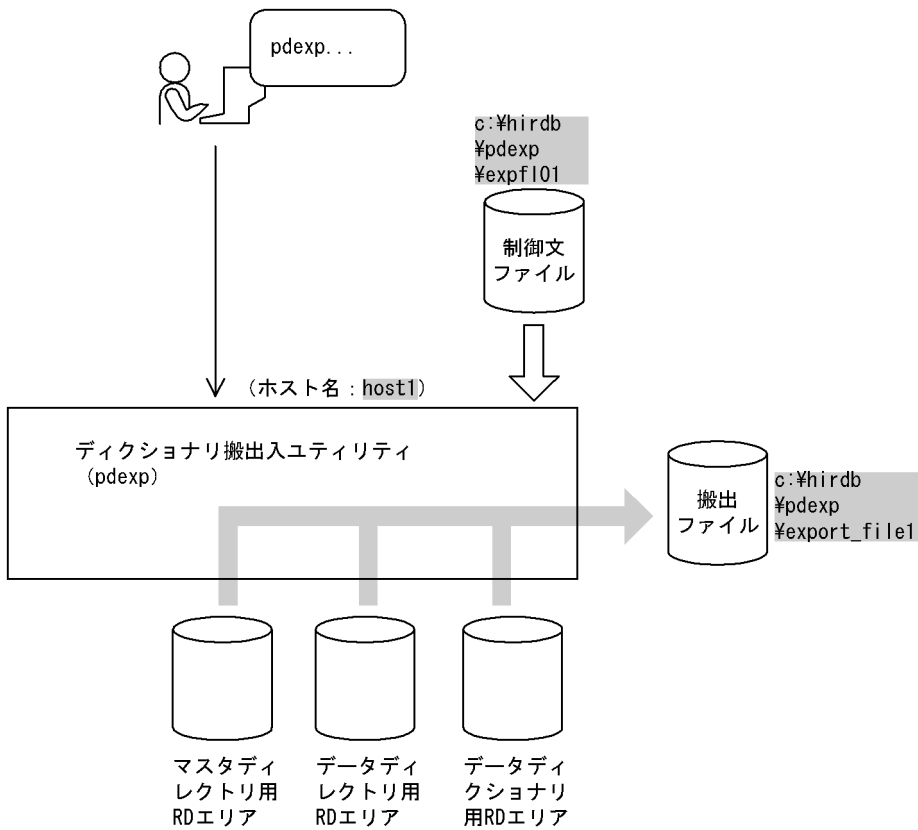 pdexp...
c:¥hirdb
¥pdexp
¥expfl01
制御文
ファイル
(ホスト名:host1)
ディクショナリ搬出入ユティリティ
(pdexp)
搬出
ファイル
c:¥hirdb
¥pdexp
¥export_file1
マスタディ
レクトリ用
RDエリア
データディ
レクトリ用
RDエリア
データディ
クショナリ
用RDエリア